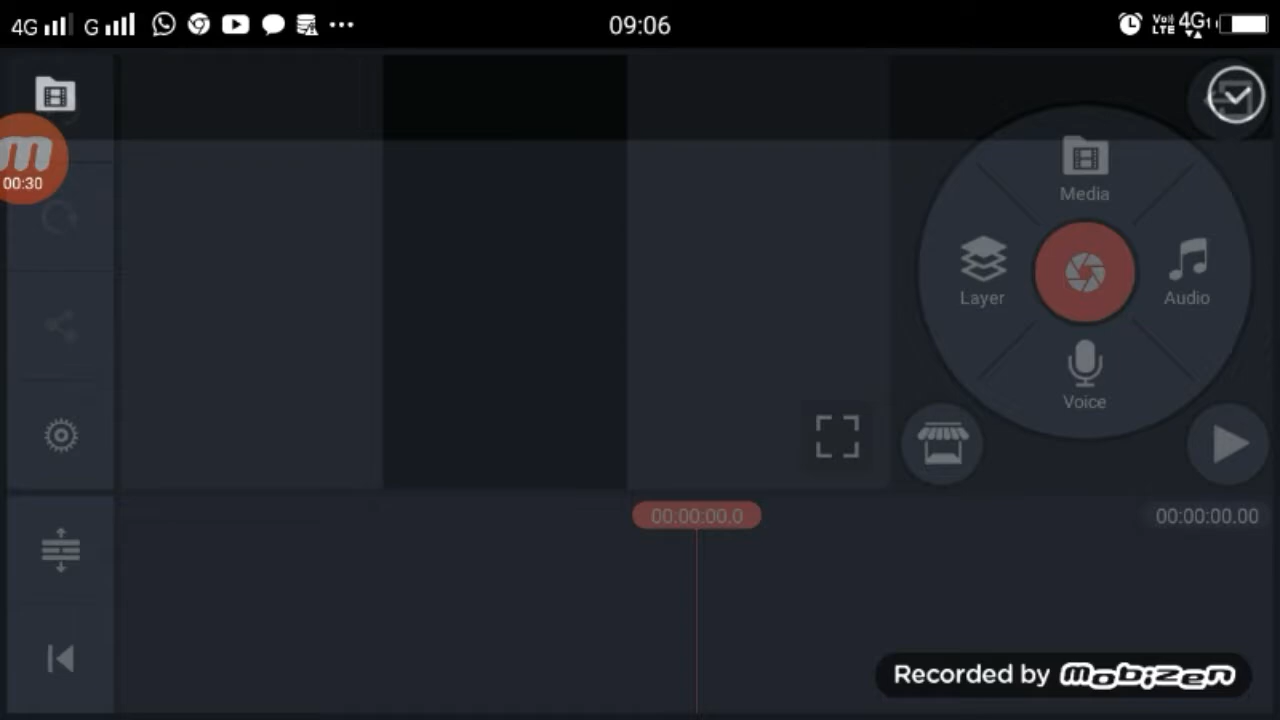 4G G 09:06 Vo) LTE 4G1
m
00:30
Media
Layer
Audio
Voice
00:00:00.0
00:00:00.00
Recorded by mobizen